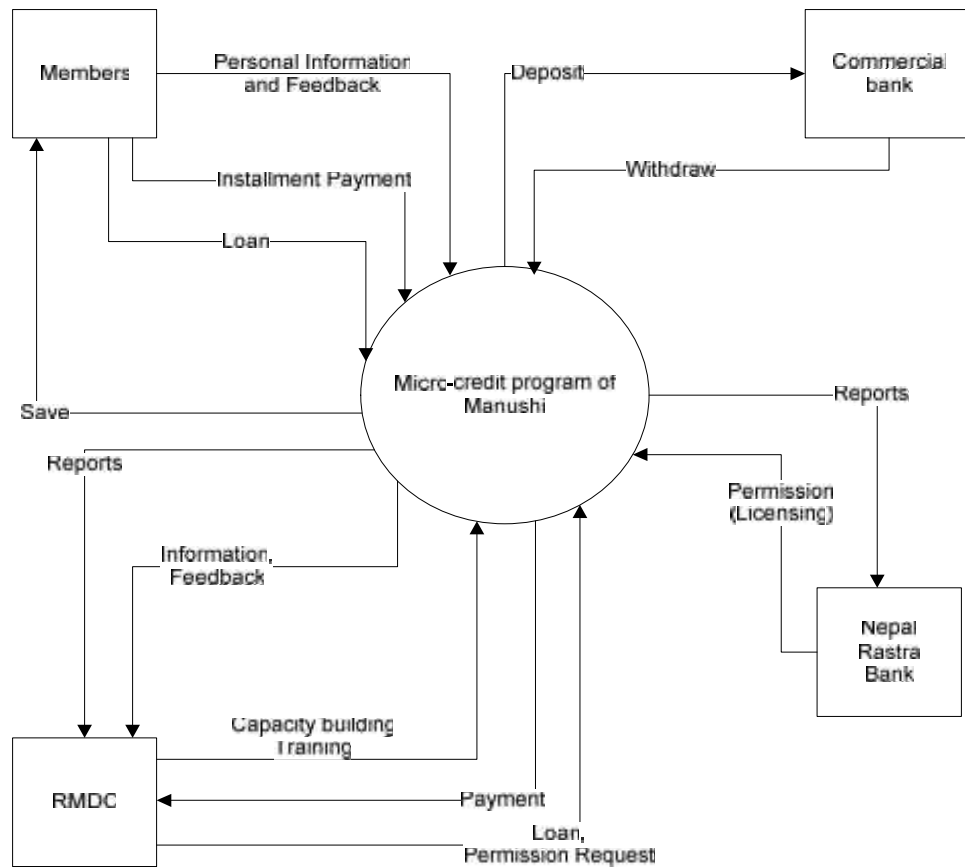 Members
Personal Information
and Feedback
Deposit
Commercial
bank
Installment Payment
Withdraw
Loan
Micro-credit program of
Manushi
Save
Reports
Reports
Permission
(Licensing)
Information,
Feedback
Nepal
Rastra
Bank
Capacity building
Training
RMDC
Payment
Loan,
Permission Request